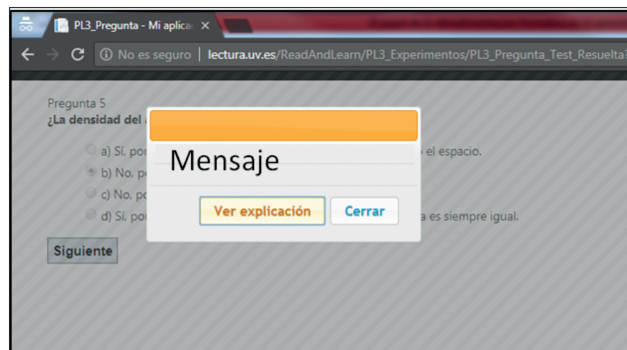 PL3_Pregunta - Mi aplica
No es seguro | lectura.uv.es/ReadAndLearn/PL3_Experimentos/PL3_Pregunta_Test_Resuelta?
Pregunta 5
¿La densidad del
a) Sí, por el espacio.
b) No, p
c) No, po
d) Sí, po a es siempre igual.
Mensaje
Ver explicación Cerrar
Siguiente